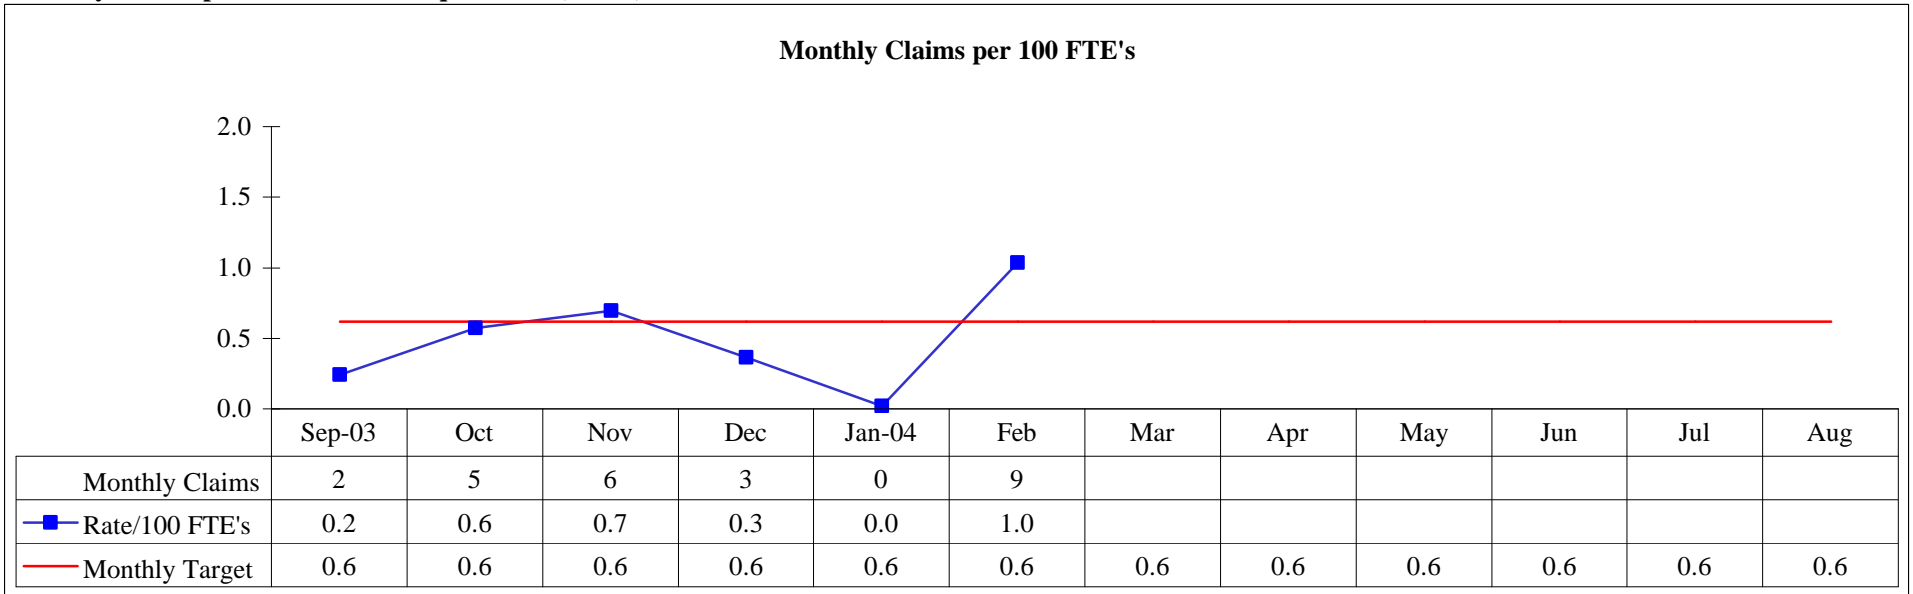 Monthly Claims per 100 FTE's
2.0
1.5
1.0
0.5
0.0
Sep-03 Oct Nov Dec Jan-04 Feb Mar Apr May Jun Jul Aug
Monthly Claims 2 5 6 3 0 9
Rate/100 FTE's 0.2 0.6 0.7 0.3 0.0 1.0
Monthly Target 0.6 0.6 0.6 0.6 0.6 0.6 0.6 0.6 0.6 0.6 0.6 0.6